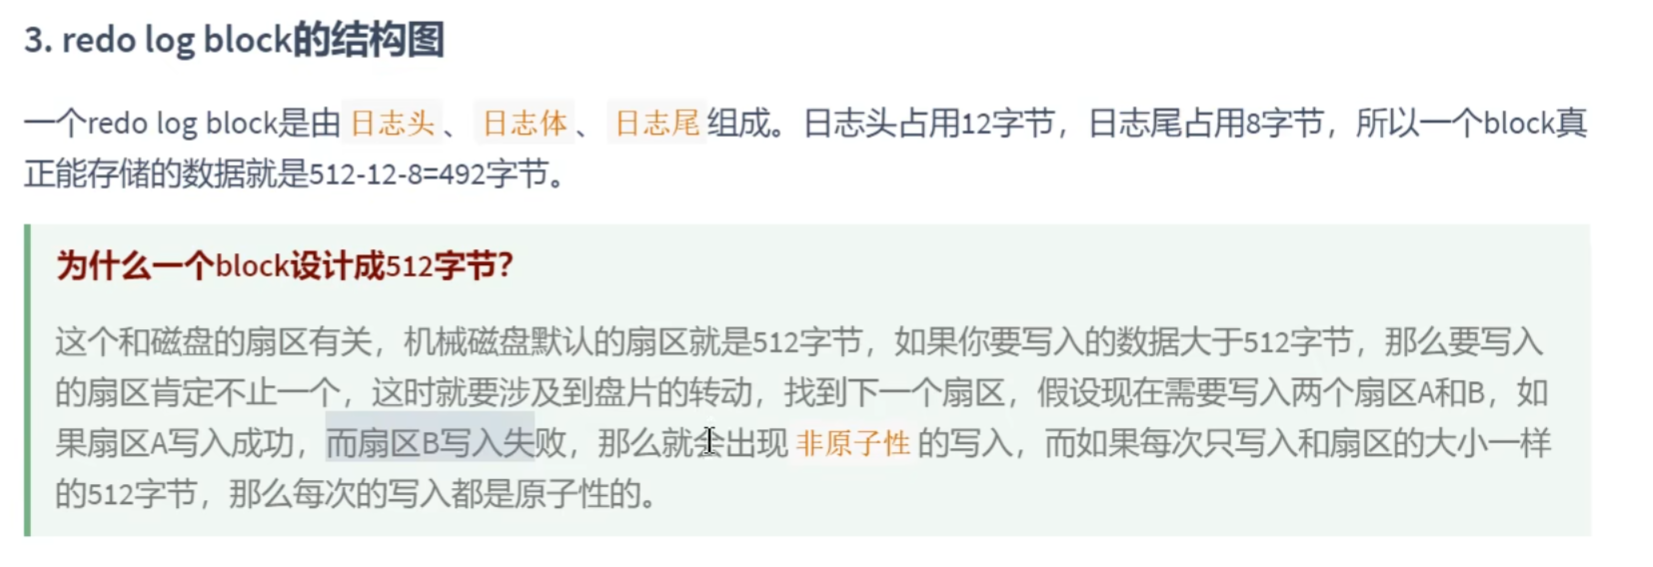 3. redo log block的结构图
一个redo log block是由 日志头 、 日志体 、 日志尾 组成。日志头占用12字节，日志尾占用8字节，所以一个block真
正能存储的数据就是512-12-8=492字节。
为什么一个block设计成512字节？
这个和磁盘的扇区有关，机械磁盘默认的扇区就是512字节，如果你要写入的数据大于512字节，那么要写入
的扇区肯定不止一个，这时就要涉及到盘片的转动，找到下一个扇区，假设现在需要写入两个扇区A和B，如
果扇区A写入成功，而扇区B写入失败，那么就会出现 非原子性 的写入，而如果每次只写入和扇区的大小一样
的512字节，那么每次的写入都是原子性的。